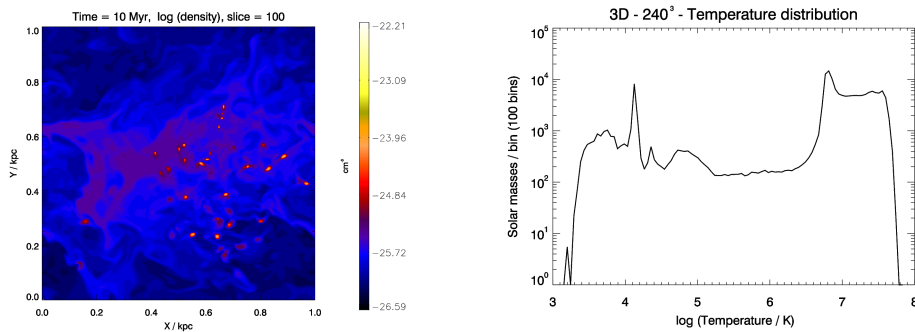 Time = 10 Myr, log (density), slice = 100
1.0
0.8
0.6
0.4
0.2
0.0
Y / kpc
0.0 0.2 0.4 0.6 0.8 1.0
X / kpc
−22.21
−23.09
−23.96
−24.84
−25.72
−26.59
3D - 240³ - Temperature distribution
10⁵
10⁴
10³
10²
10¹
10⁰
Solar masses / bin (100 bins)
3 4 5 6 7 8
log (Temperature / K)